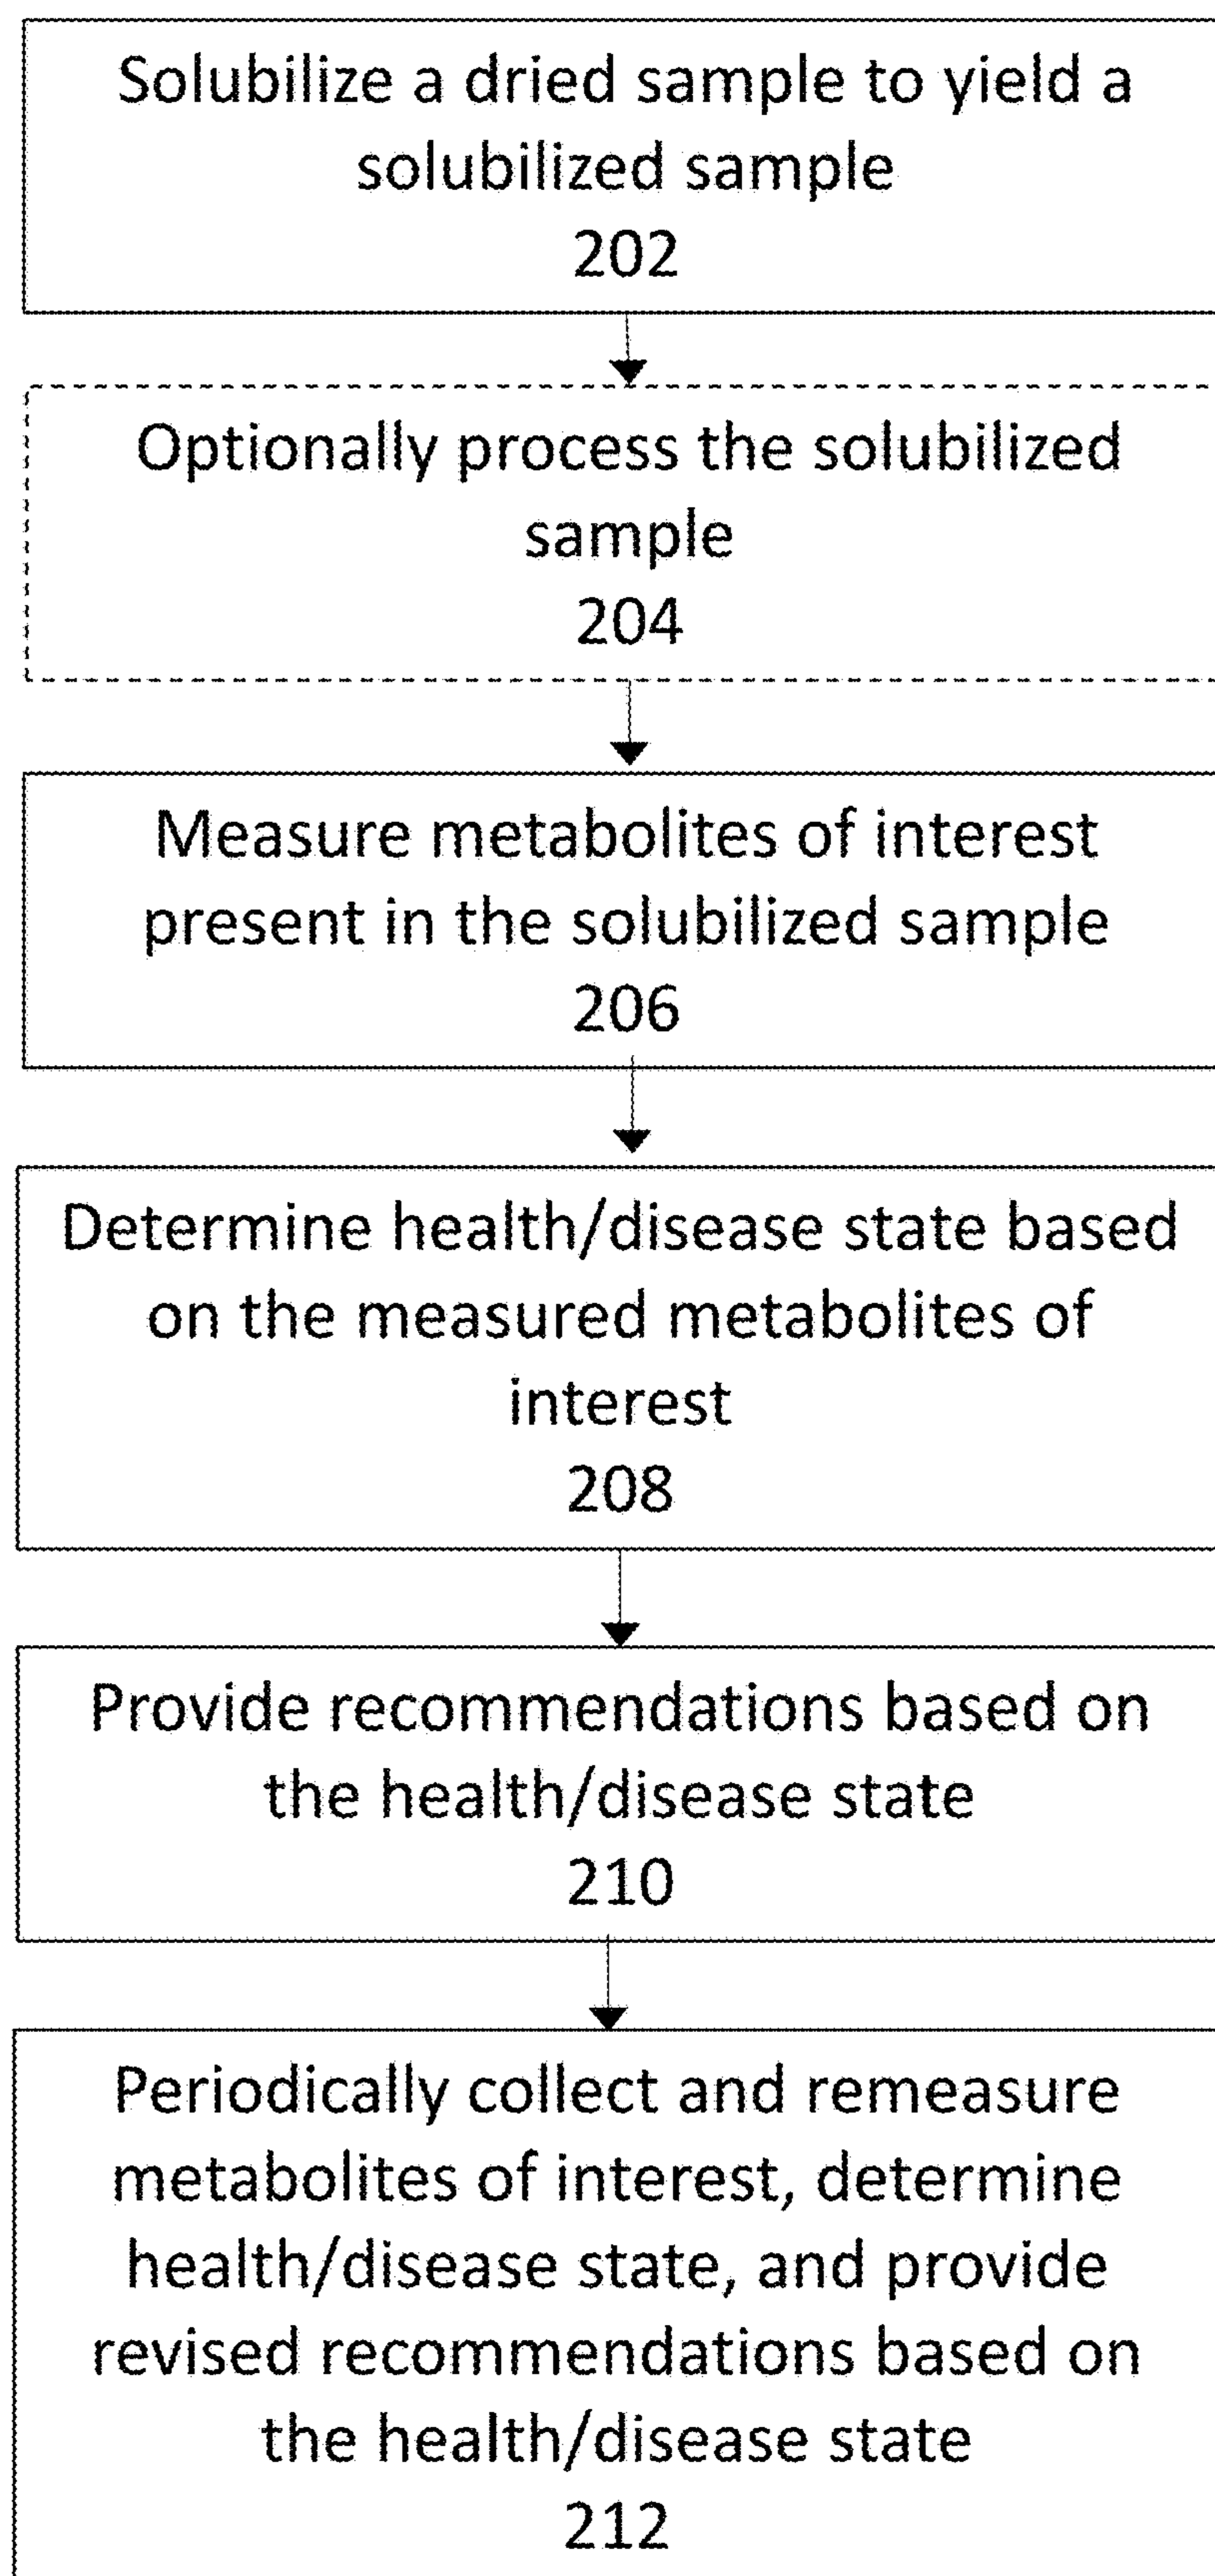 Solubilize a dried sample to yield a
solubilized sample
202
Optionally process the solubilized
sample
204
Measure metabolites of interest
present in the solubilized sample
206
Determine health/disease state based
on the measured metabolites of
interest
208
Provide recommendations based on
the health/disease state
210
Periodically collect and remeasure
metabolites of interest, determine
health/disease state, and provide
revised recommendations based on
the health/disease state
212